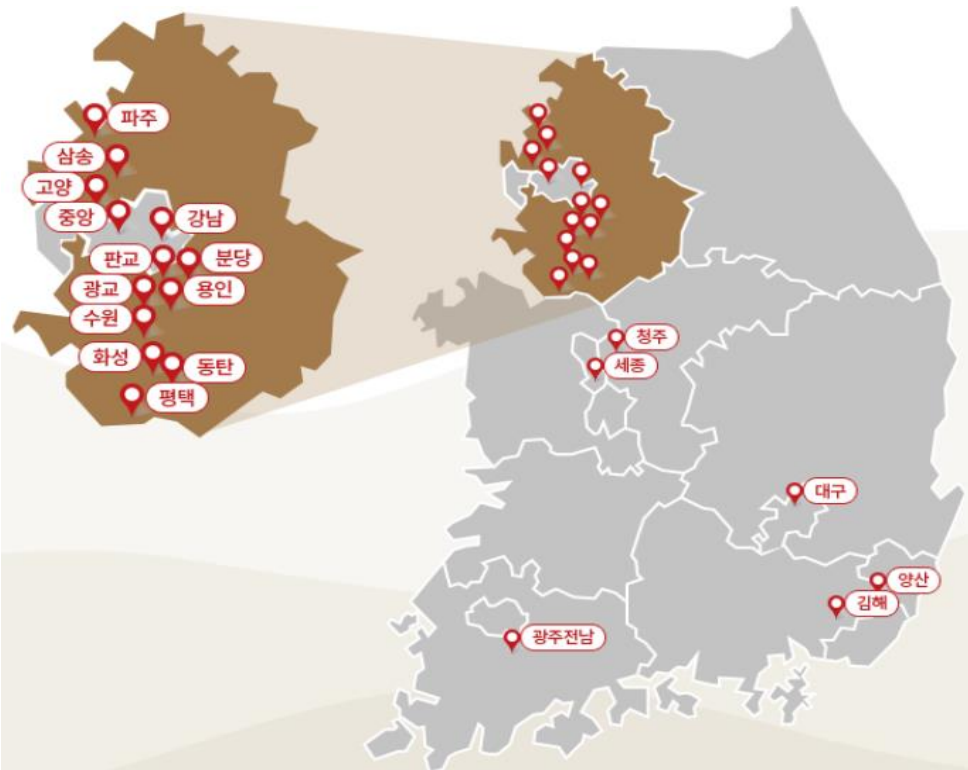 파주
삼송
고양
중앙
강남
판교
분당
광교
용인
수원
화성
동탄
평택
청주
세종
대구
양산
김해
광주전남